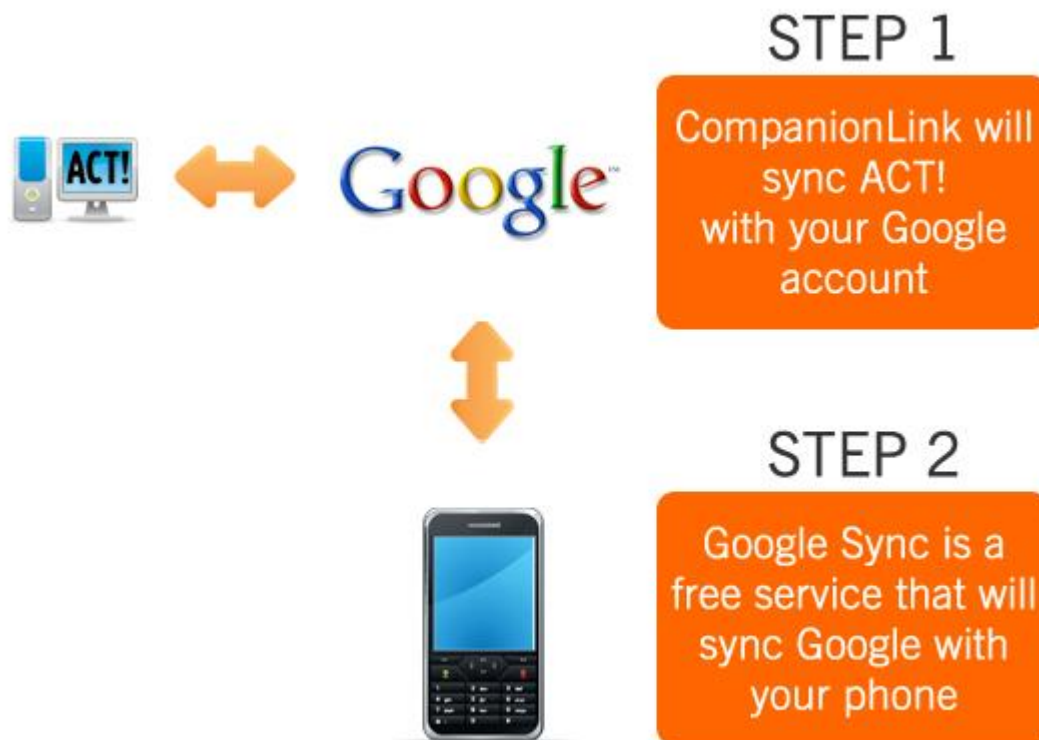 STEP 1
ACT!
Google™
CompanionLink will
sync ACT!
with your Google
account
STEP 2
Google Sync is a
free service that will
sync Google with
your phone